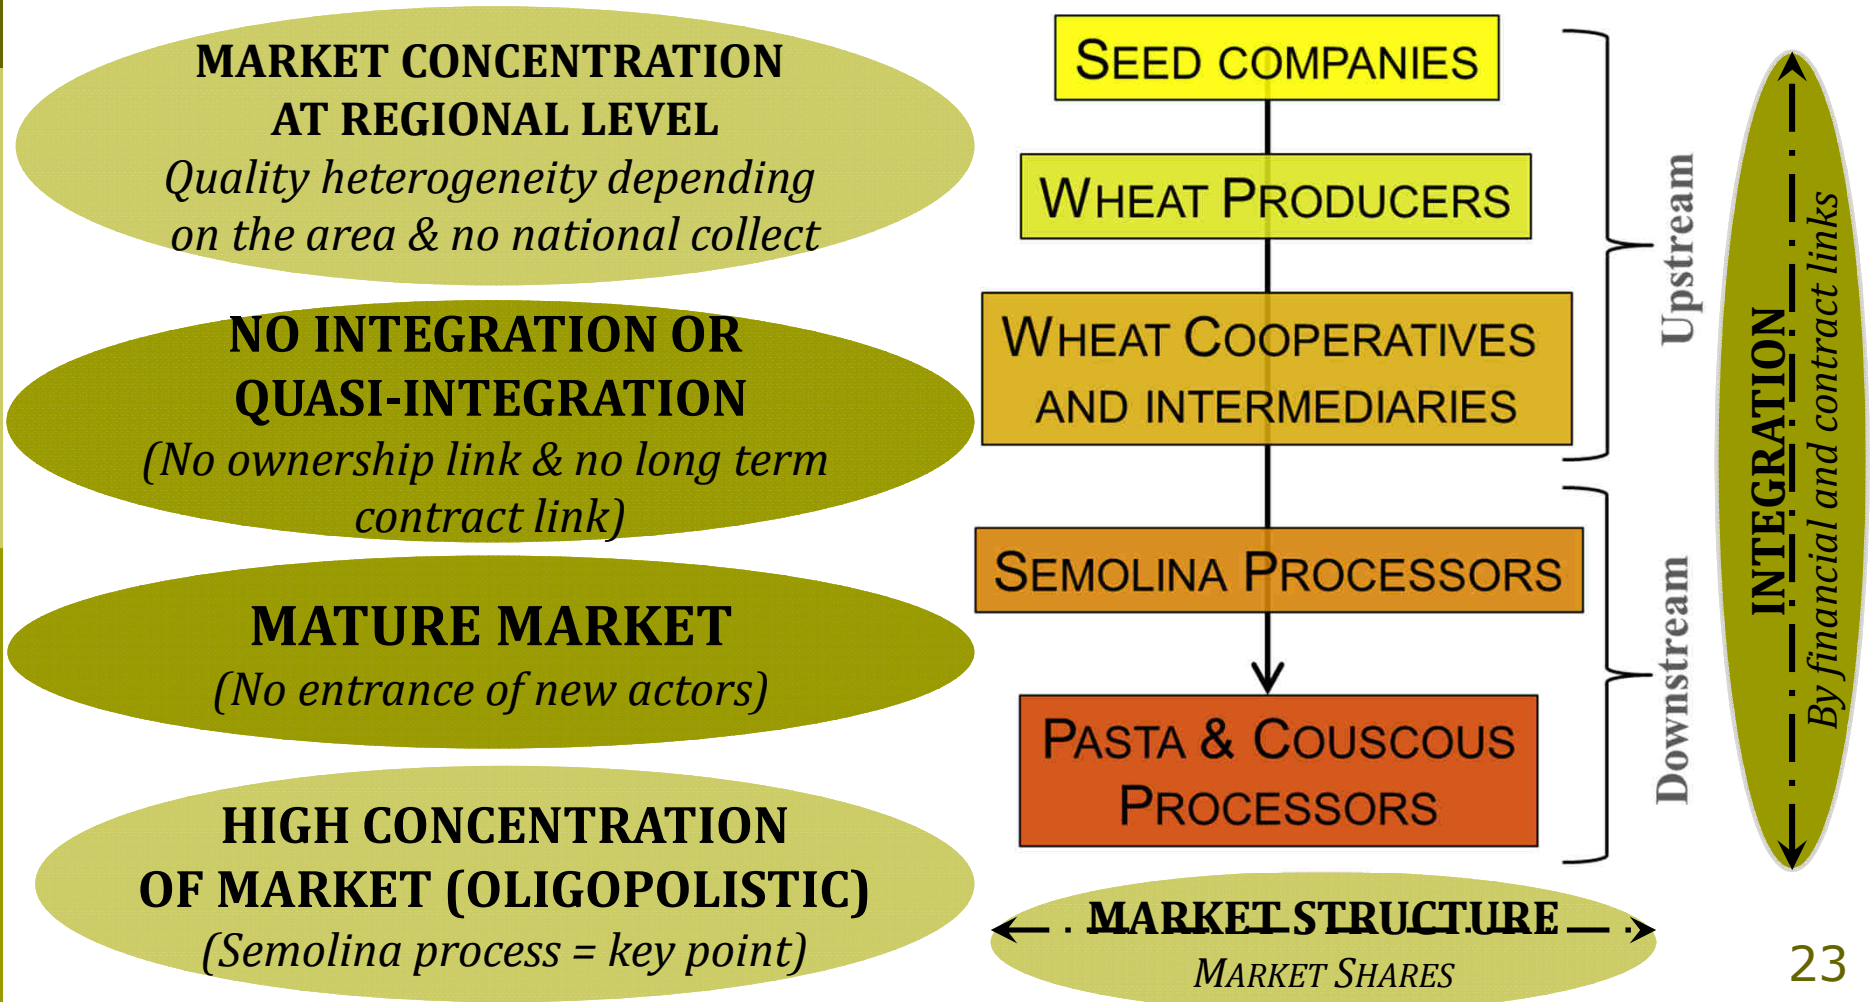 MARKET CONCENTRATION
AT REGIONAL LEVEL
Quality heterogeneity depending
on the area & no national collect
NO INTEGRATION OR
QUASI-INTEGRATION
(No ownership link & no long term
contract link)
MATURE MARKET
(No entrance of new actors)
HIGH CONCENTRATION
OF MARKET (OLIGOPOLISTIC)
(Semolina process = key point)
SEED COMPANIES
WHEAT PRODUCERS
WHEAT COOPERATIVES
AND INTERMEDIARIES
SEMOLINA PROCESSORS
PASTA & COUSCOUS
PROCESSORS
Upstream
Downstream
INTEGRATION
By financial and contract links
MARKET STRUCTURE
MARKET SHARES
23